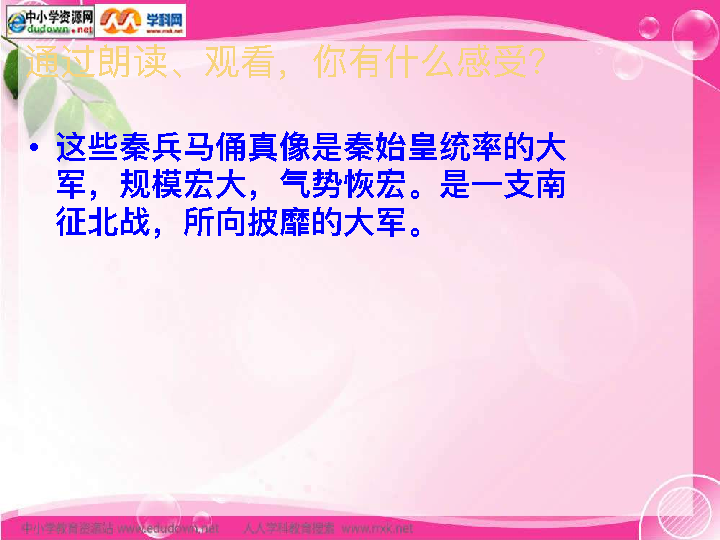 中小学资源网
dudown.net
学科网
www.nxk.net
通过朗读、观看，你有什么感受？
• 这些秦兵马俑真像是秦始皇统率的大
军，规模宏大，气势恢宏。是一支南
征北战，所向披靡的大军。
中小学教育资源站 www.edudown.net 人人学科教育搜索 www.nxk.net